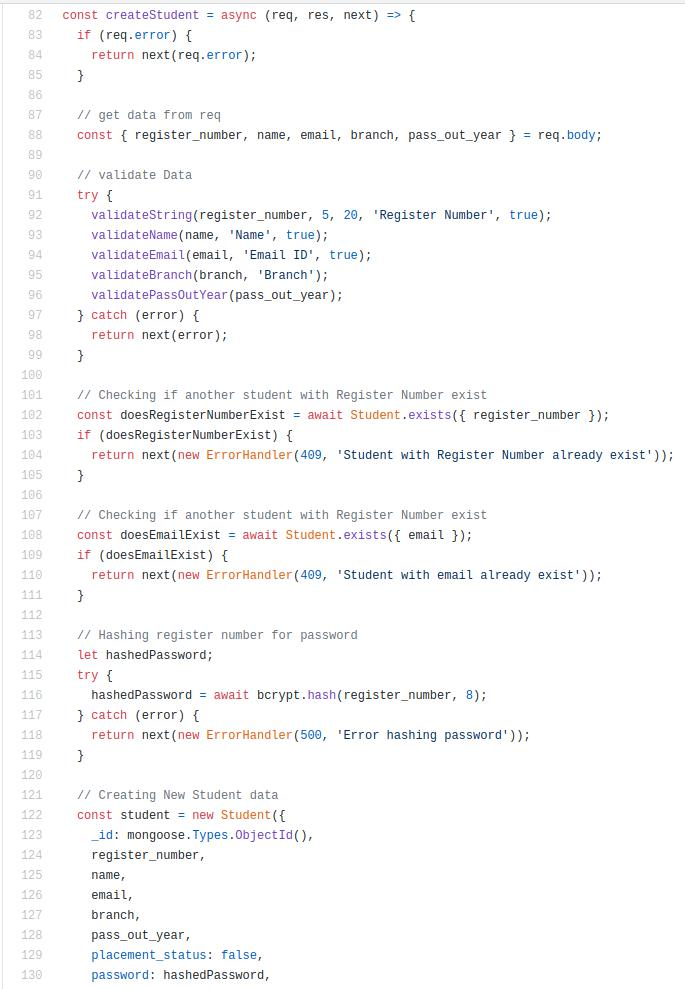 82 const createStudent = async (req, res, next) => {
83 if (req.error) {
84 return next(req.error);
85 }
86
87 // get data from req
88 const { register_number, name, email, branch, pass_out_year } = req.body;
89
90 // validate Data
91 try {
92 validateString(register_number, 5, 20, 'Register Number', true);
93 validateName(name, 'Name', true);
94 validateEmail(email, 'Email ID', true);
95 validateBranch(branch, 'Branch');
96 validatePassOutYear(pass_out_year);
97 } catch (error) {
98 return next(error);
99 }
100
101 // Checking if another student with Register Number exist
102 const doesRegisterNumberExist = await Student.exists({ register_number });
103 if (doesRegisterNumberExist) {
104 return next(new ErrorHandler(409, 'Student with Register Number already exist'));
105 }
106
107 // Checking if another student with Register Number exist
108 const doesEmailExist = await Student.exists({ email });
109 if (doesEmailExist) {
110 return next(new ErrorHandler(409, 'Student with email already exist'));
111 }
112
113 // Hashing register number for password
114 let hashedPassword;
115 try {
116 hashedPassword = await bcrypt.hash(register_number, 8);
117 } catch (error) {
118 return next(new ErrorHandler(500, 'Error hashing password'));
119 }
120
121 // Creating New Student data
122 const student = new Student({
123 _id: mongoose.Types.ObjectId(),
124 register_number,
125 name,
126 email,
127 branch,
128 pass_out_year,
129 placement_status: false,
130 password: hashedPassword,